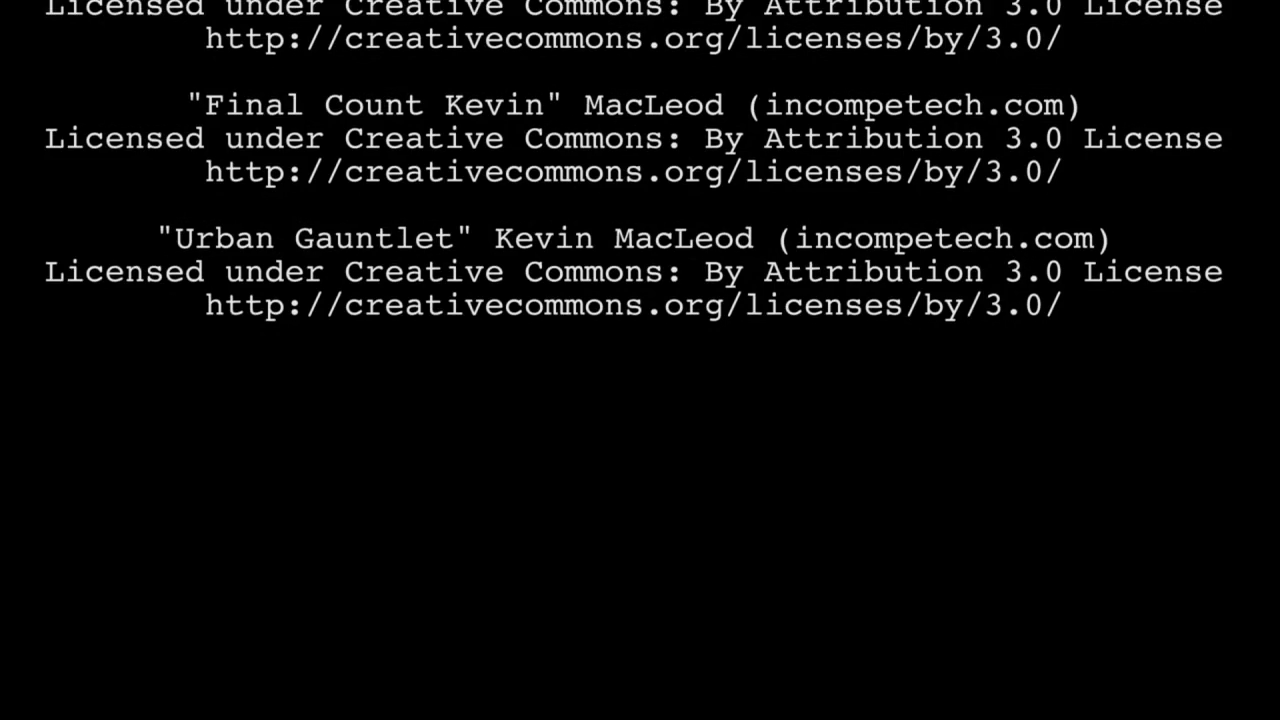 Licensed under Creative Commons: By Attribution 3.0 License
http://creativecommons.org/licenses/by/3.0/
"Final Count Kevin" MacLeod (incompetech.com)
Licensed under Creative Commons: By Attribution 3.0 License
http://creativecommons.org/licenses/by/3.0/
"Urban Gauntlet" Kevin MacLeod (incompetech.com)
Licensed under Creative Commons: By Attribution 3.0 License
http://creativecommons.org/licenses/by/3.0/